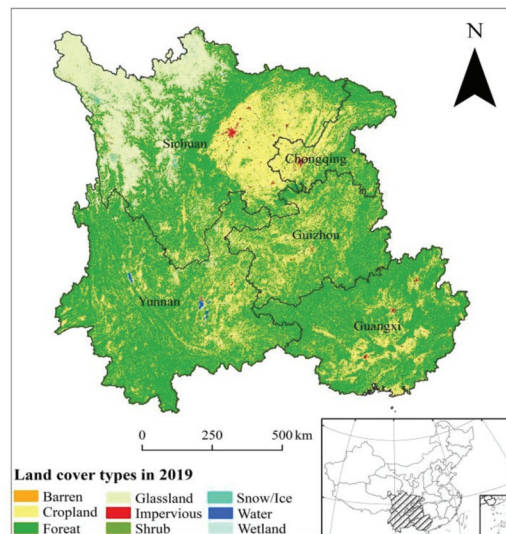 N
Sichuan
Chongqing
Guizhou
Yunnan
Guangxi
0 250 500 km
Land cover types in 2019
Barren Glassland Snow/Ice
Cropland Impervious Water
Foreat Shrub Wetland